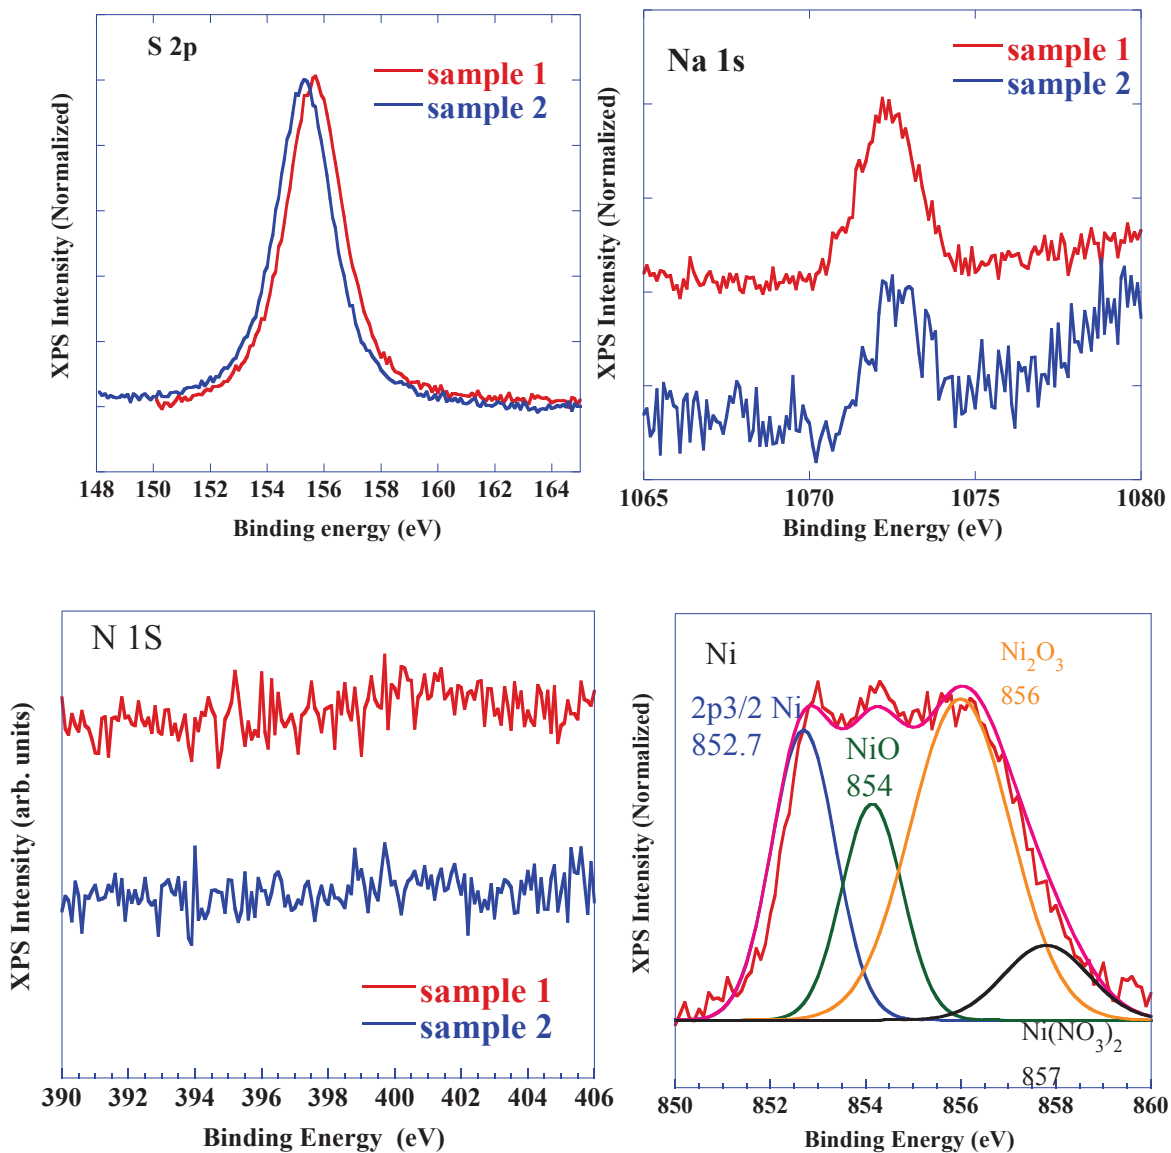 S 2p
sample 1
sample 2
XPS Intensity (Normalized)
148 150 152 154 156 158 160 162 164
Binding energy (eV)
Na 1s
sample 1
sample 2
XPS Intensity (Normalized)
1065 1070 1075 1080
Binding Energy (eV)
N 1S
XPS Intensity (arb. units)
sample 1
sample 2
390 392 394 396 398 400 402 404 406
Binding Energy (eV)
Ni
2p3/2 Ni
852.7
NiO
854
Ni₂O₃
856
Ni(NO₃)₂
857
XPS Intensity (Normalized)
850 852 854 856 858 860
Binding Energy (eV)